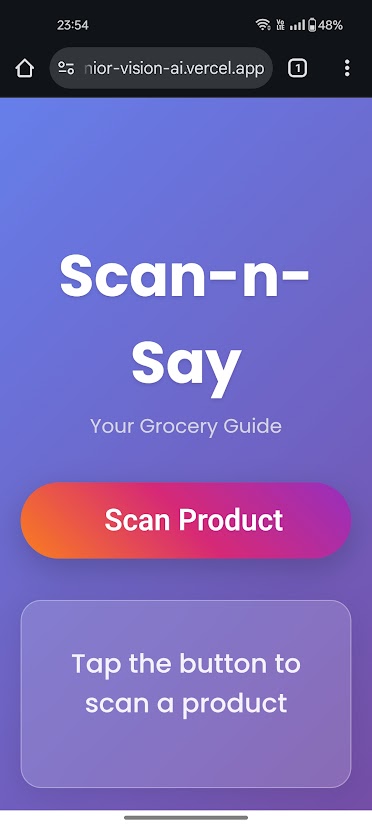 23:54
Vo
LTE
48%
nior-vision-ai.vercel.app
1
Scan-n-
Say
Your Grocery Guide
Scan Product
Tap the button to
scan a product